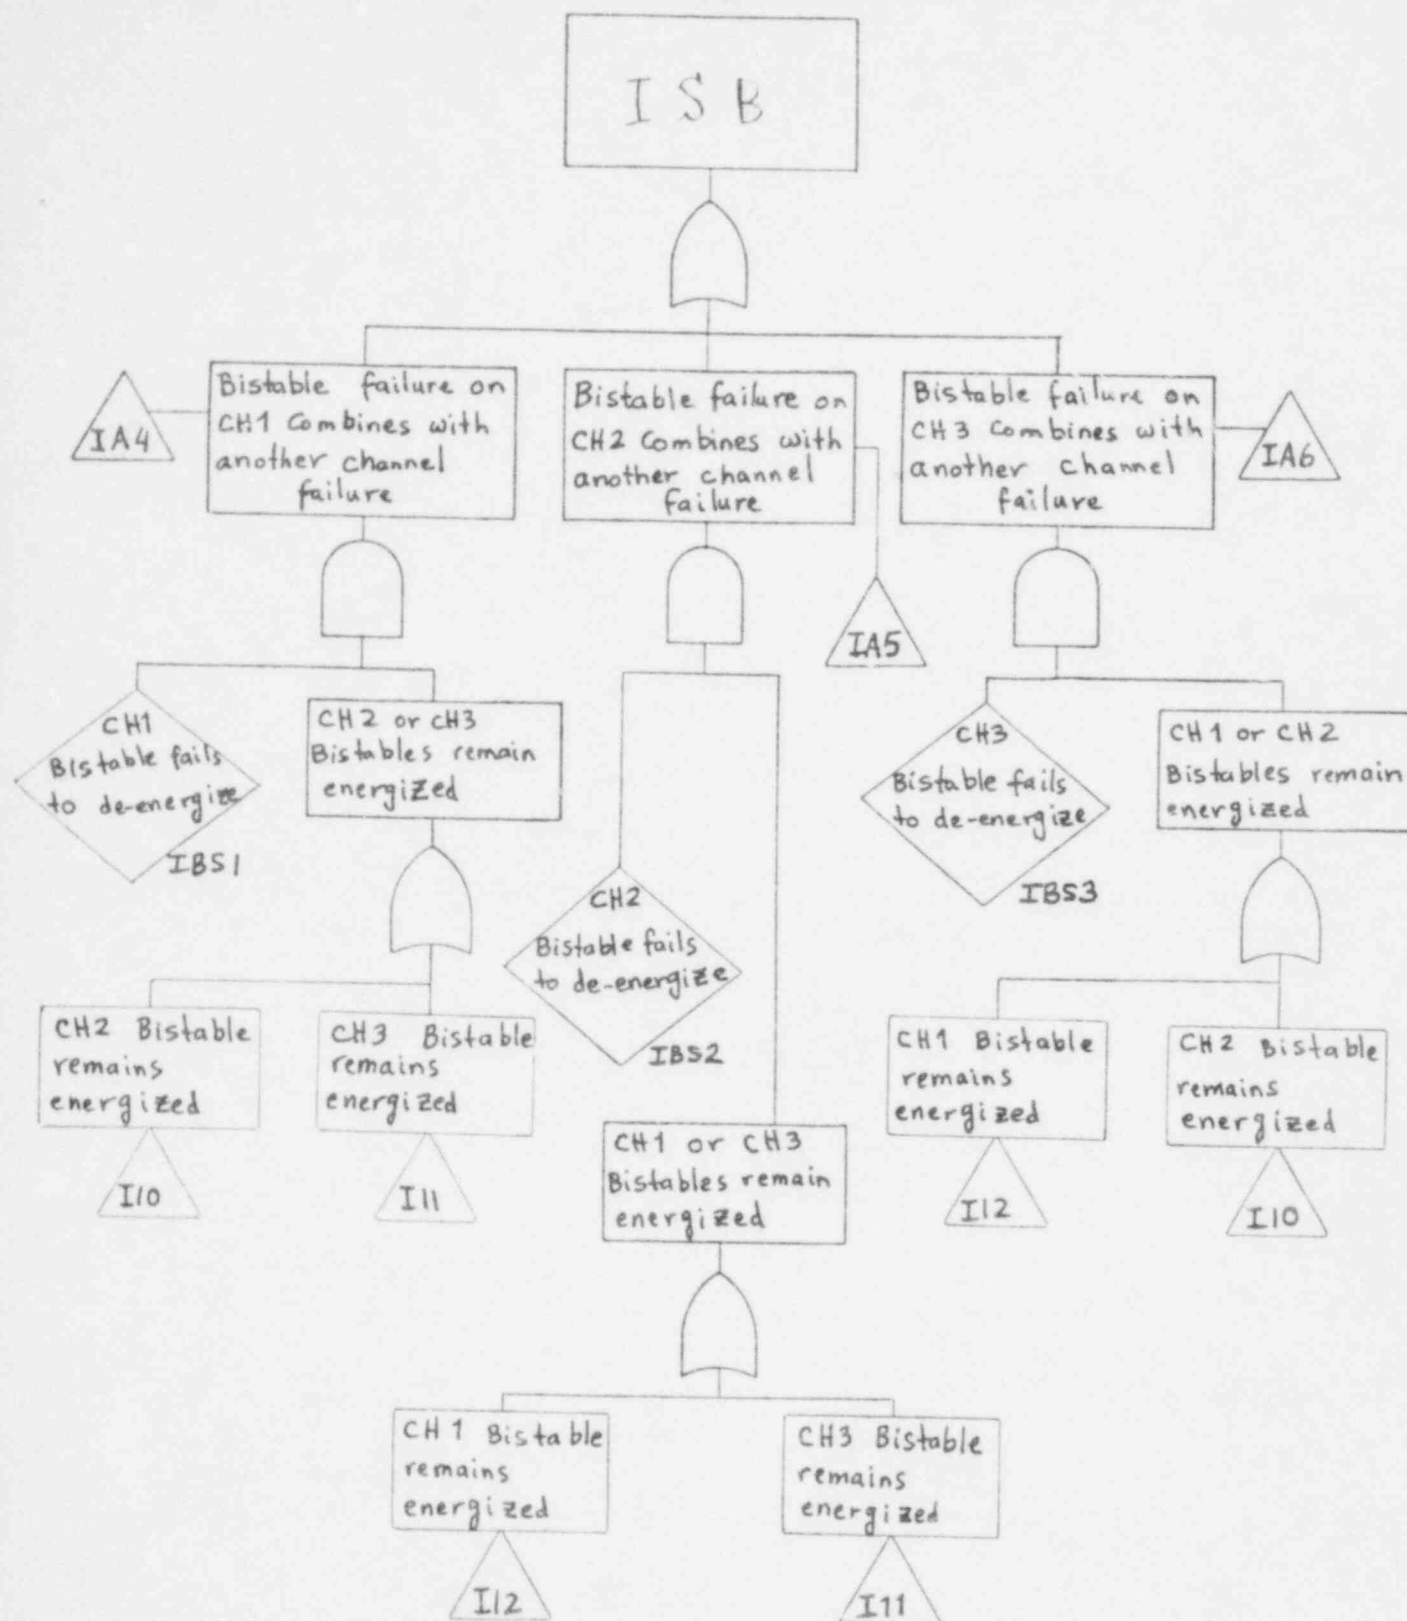 ISB
IA4
Bistable failure on
CH1 Combines with
another channel
failure
Bistable failure on
CH2 Combines with
another channel
failure
IA5
Bistable failure on
CH3 Combines with
another channel
failure
IA6
CH1
Bistable fails
to de-energize
IBS1
CH2 or CH3
Bistables remain
energized
CH2 Bistable
remains
energized
I10
CH3 Bistable
remains
energized
I11
CH2
Bistable fails
to de-energize
IBS2
CH1 or CH3
Bistables remain
energized
CH1 Bistable
remains
energized
I12
CH3 Bistable
remains
energized
I11
CH3
Bistable fails
to de-energize
IBS3
CH1 or CH2
Bistables remain
energized
CH1 Bistable
remains
energized
I12
CH2 Bistable
remains
energized
I10